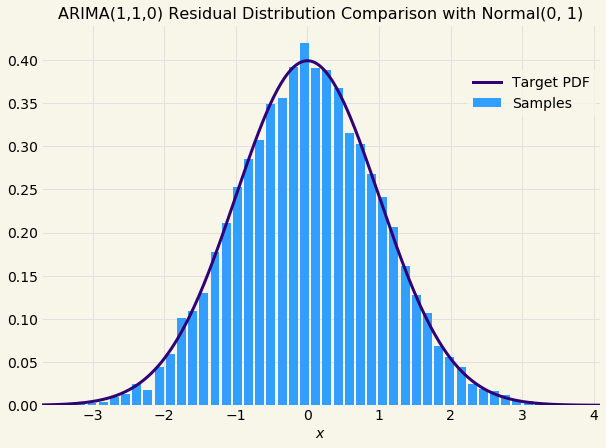 ARIMA(1,1,0) Residual Distribution Comparison with Normal(0, 1)
0.40
0.35
0.30
0.25
0.20
0.15
0.10
0.05
0.00
Target PDF
Samples
−3 −2 −1 0 1 2 3 4
x